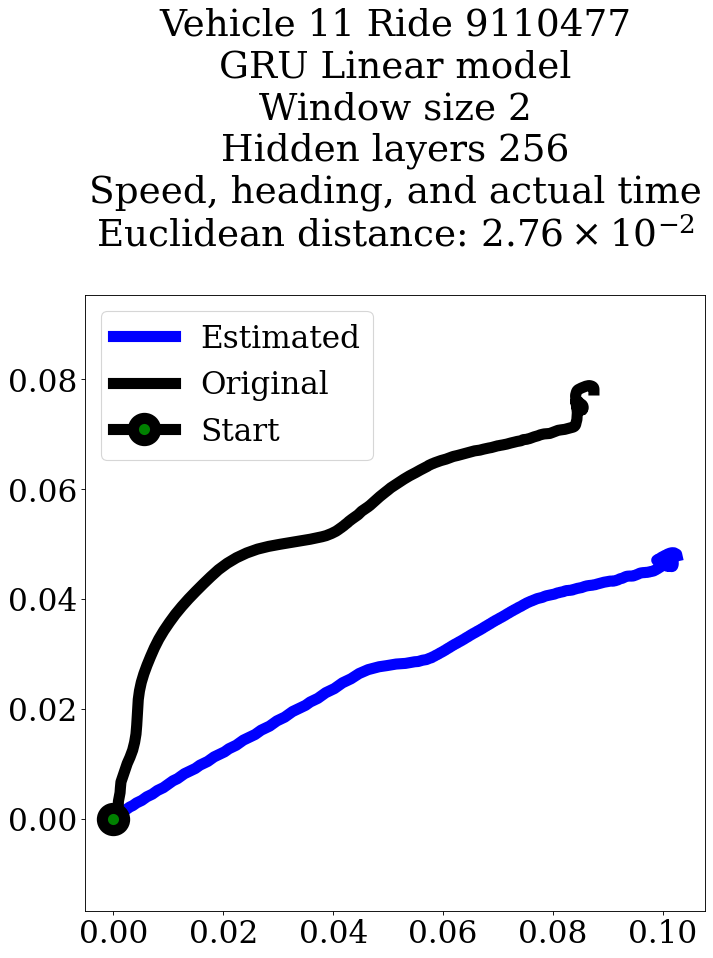 Vehicle 11 Ride 9110477
GRU Linear model
Window size 2
Hidden layers 256
Speed, heading, and actual time
Euclidean distance: 2.76 × 10⁻²
Estimated
Original
Start
0.08
0.06
0.04
0.02
0.00
0.00 0.02 0.04 0.06 0.08 0.10